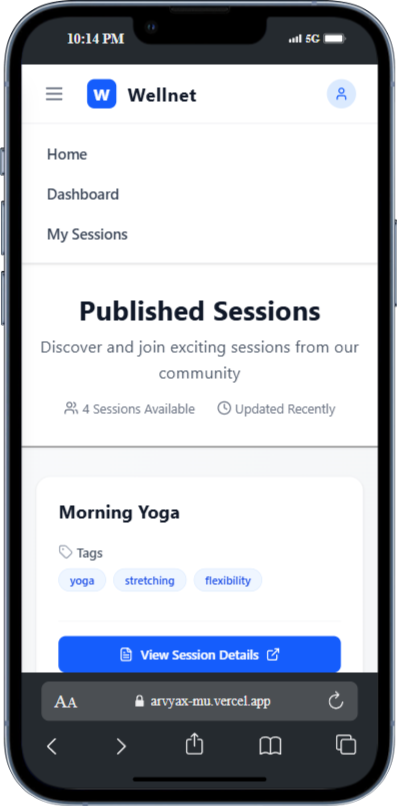 10:14 PM 5G
W Wellnet
Home
Dashboard
My Sessions
Published Sessions
Discover and join exciting sessions from our
community
4 Sessions Available Updated Recently
Morning Yoga
Tags
yoga stretching flexibility
View Session Details
AA arvyax-mu.vercel.app